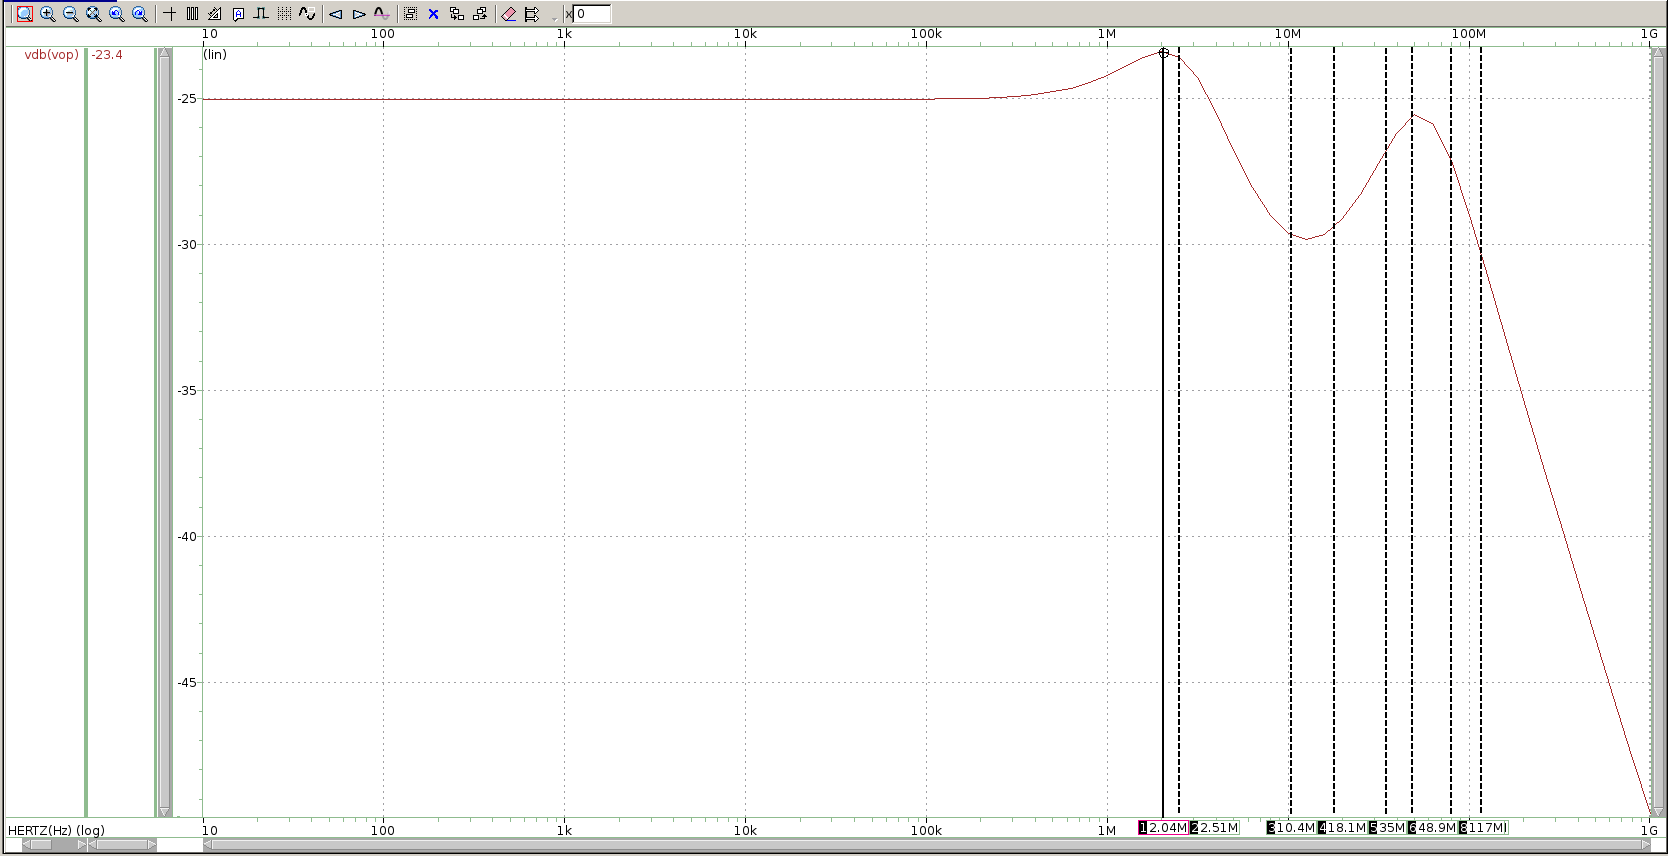 x 0
10 100 1k 10k 100k 1M 10M 100M 1G
vdb(vop) -23.4 (lin)
-25
-30
-35
-40
-45
HERTZ(Hz) (log) 10 100 1k 10k 100k 1M 1 2.04M 2 2.51M 3 10.4M 4 18.1M 5 35M 6 48.9M 8 117M 1G